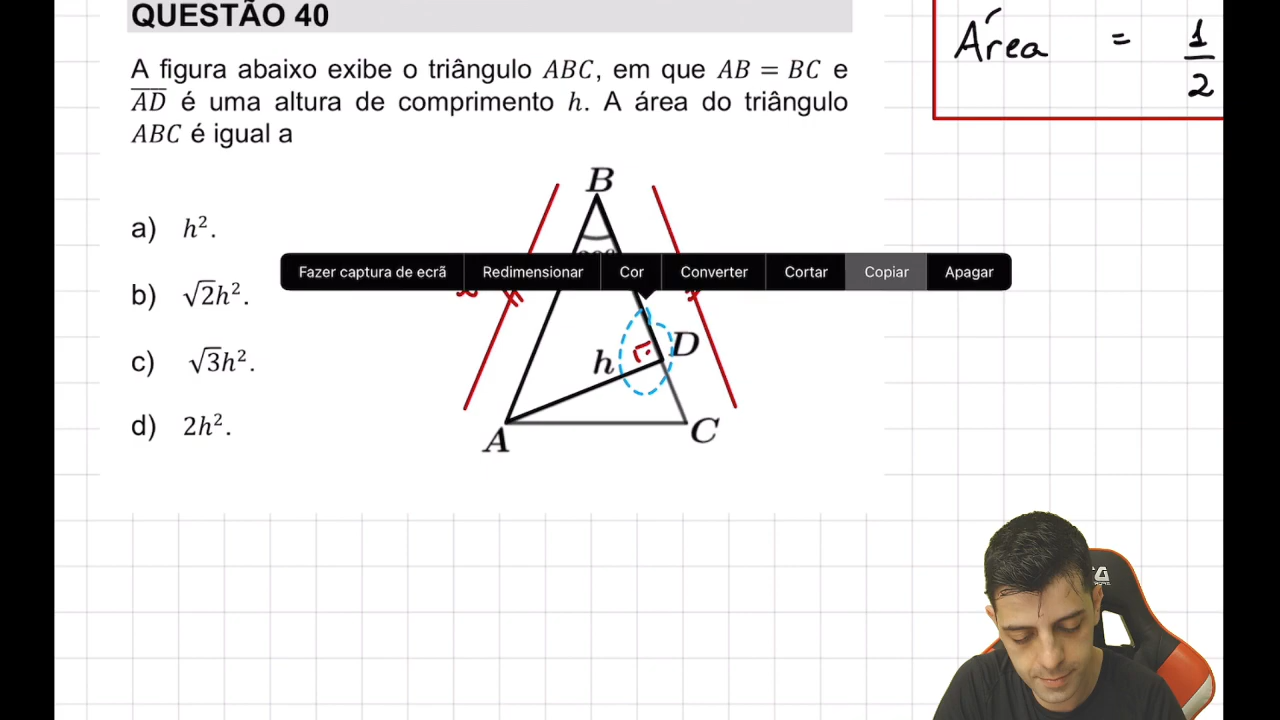 QUESTÃO 40
A figura abaixo exibe o triângulo ABC, em que AB = BC e
AD é uma altura de comprimento h. A área do triângulo
ABC é igual a
a) h².
b) √2h².
c) √3h².
d) 2h².
B
Fazer captura de ecrã Redimensionar Cor Converter Cortar Copiar Apagar
h
D
A
C
Área = 1/2